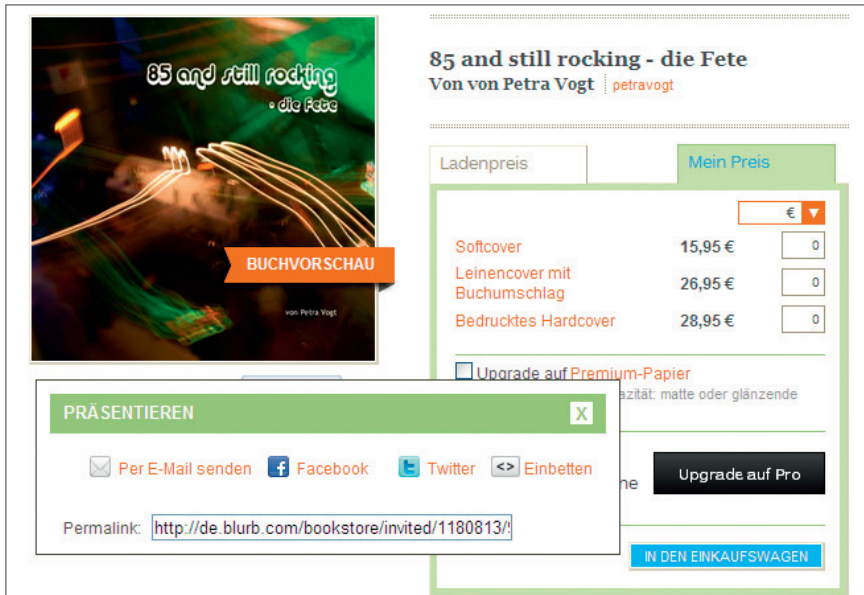 85 and still rocking
- die Fete
BUCHVORSCHAU
von Petra Vogt
85 and still rocking - die Fete
Von von Petra Vogt petravogt
Ladenpreis
Mein Preis
€
Softcover 15,95 € 0
Leinencover mit
Buchumschlag 26,95 € 0
Bedrucktes Hardcover 28,95 € 0
Upgrade auf Premium-Papier
azität: matte oder glänzende
ne
Upgrade auf Pro
IN DEN EINKAUFSWAGEN
PRÄSENTIEREN X
Per E-Mail senden Facebook Twitter <> Einbetten
Permalink: http://de.blurb.com/bookstore/invited/1180813/